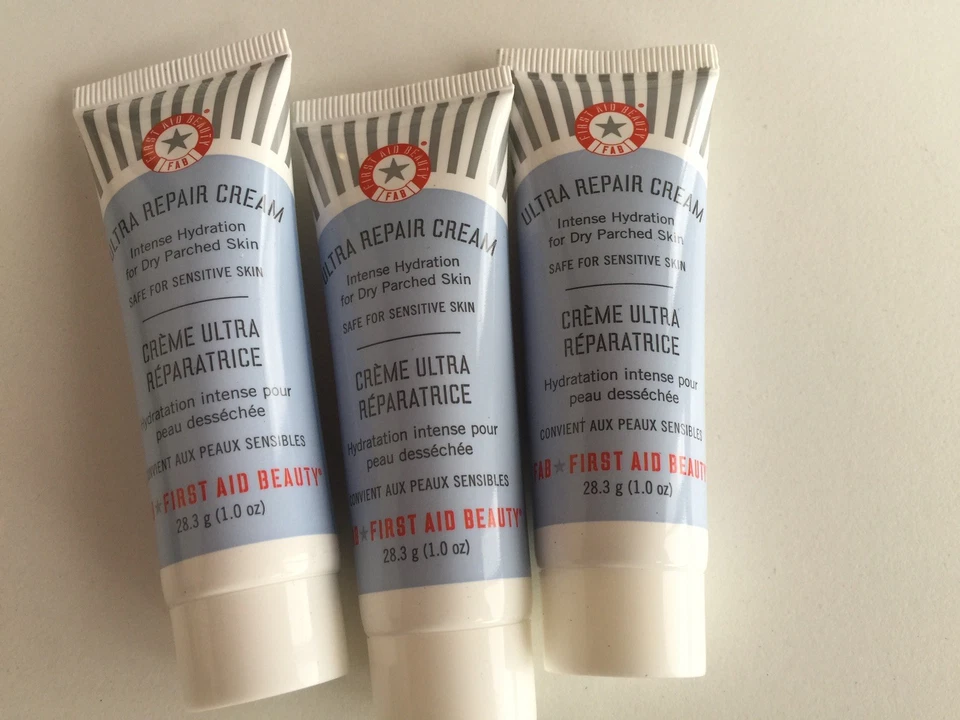 FIRST AID BEAUTY
FAB
ULTRA REPAIR CREAM
Intense Hydration
for Dry Parched Skin
SAFE FOR SENSITIVE SKIN
CRÈME ULTRA
RÉPARATRICE
Hydratation intense pour
peau desséchée
CONVIENT AUX PEAUX SENSIBLES
FIRST AID BEAUTY
28.3 g (1.0 oz)
FIRST AID BEAUTY
FAB
ULTRA REPAIR CREAM
Intense Hydration
for Dry Parched Skin
SAFE FOR SENSITIVE SKIN
CRÈME ULTRA
RÉPARATRICE
Hydratation intense pour
peau desséchée
CONVIENT AUX PEAUX SENSIBLES
FAB★FIRST AID BEAUTY
28.3 g (1.0 oz)
FIRST AID BEAUTY
FAB
ULTRA REPAIR CREAM
Intense Hydration
for Dry Parched Skin
SAFE FOR SENSITIVE SKIN
CRÈME ULTRA
RÉPARATRICE
Hydratation intense pour
peau desséchée
CONVIENT AUX PEAUX SENSIBLES
FAB★FIRST AID BEAUTY
28.3 g (1.0 oz)